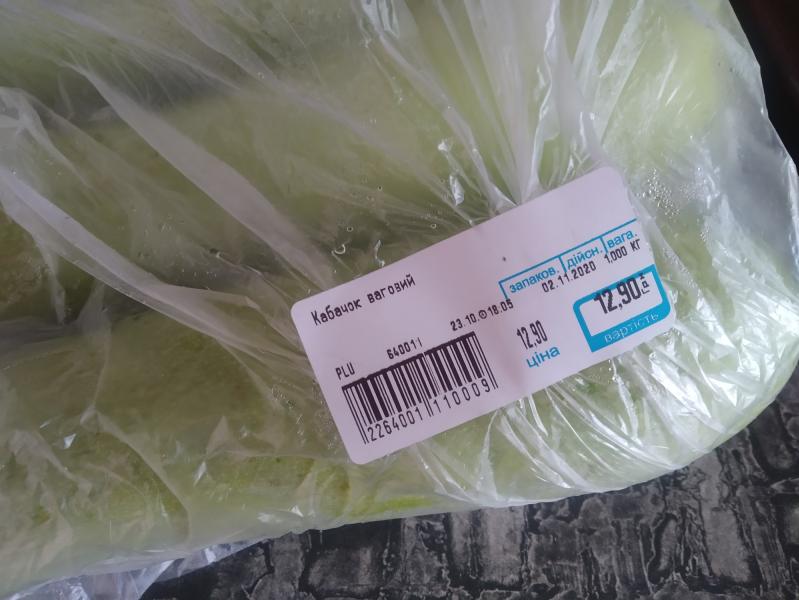 Кабачок ваговий
запаков. дійсн. вага.
23.10.⊙18.05 02.11.2020 1,000 КГ
PLU 64001 12,90 12,90
ціна вартість
2264001110009